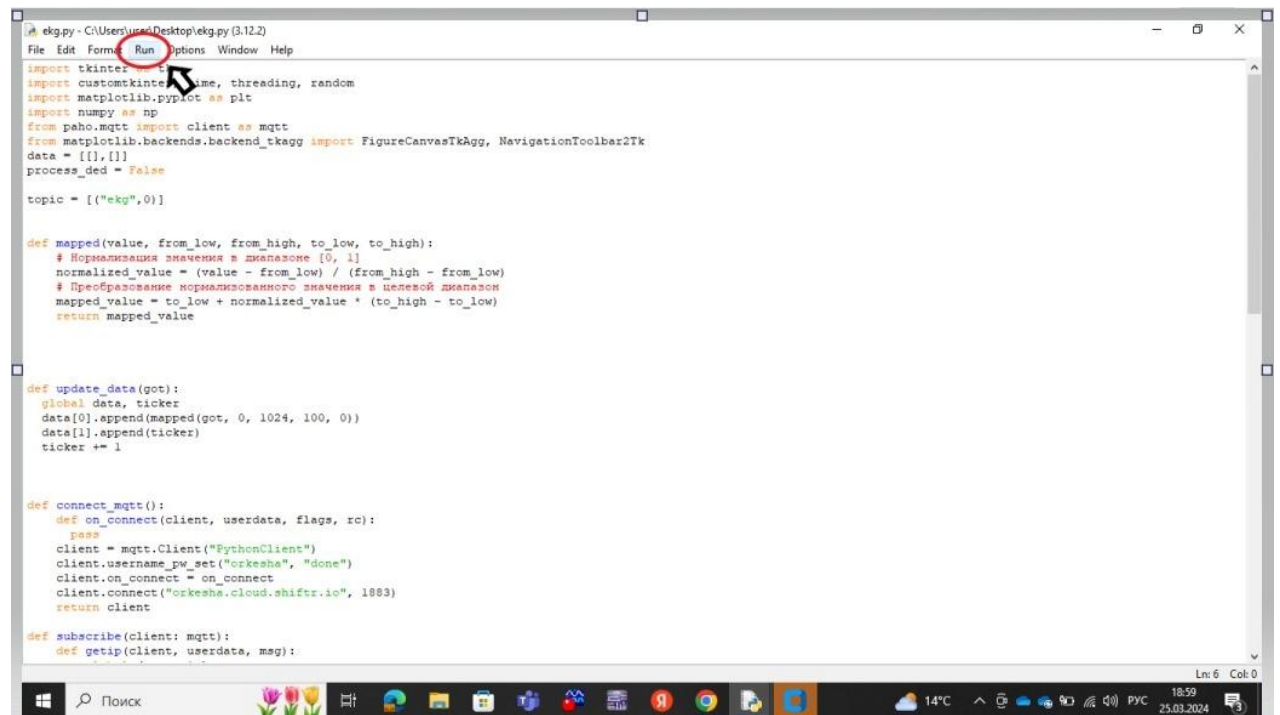 ekg.py - C:\Users\user\Desktop\ekg.py (3.12.2)
File Edit Format Run Options Window Help
import tkinter as
import customtkinter time, threading, random
import matplotlib.pyplot as plt
import numpy as np
from paho.mqtt import client as mqtt
from matplotlib.backends.backend_tkagg import FigureCanvasTkAgg, NavigationToolbar2Tk
data = [[],[]]
process_ded = False
topic = [("ekg",0)]
def mapped(value, from_low, from_high, to_low, to_high):
# Нормализация значения в диапазоне [0, 1]
normalized_value = (value - from_low) / (from_high - from_low)
# Преобразование нормализованного значения в целевой диапазон
mapped_value = to_low + normalized_value * (to_high - to_low)
return mapped_value
def update_data(got):
global data, ticker
data[0].append(mapped(got, 0, 1024, 100, 0))
data[1].append(ticker)
ticker += 1
def connect_mqtt():
def on_connect(client, userdata, flags, rc):
pass
client = mqtt.Client("PythonClient")
client.username_pw_set("orkesha", "done")
client.on_connect = on_connect
client.connect("orkesha.cloud.shiftr.io", 1883)
return client
def subscribe(client: mqtt):
def getip(client, userdata, msg):
Ln: 6 Col: 0
Поиск
14°C
РУС
18:59
25.03.2024